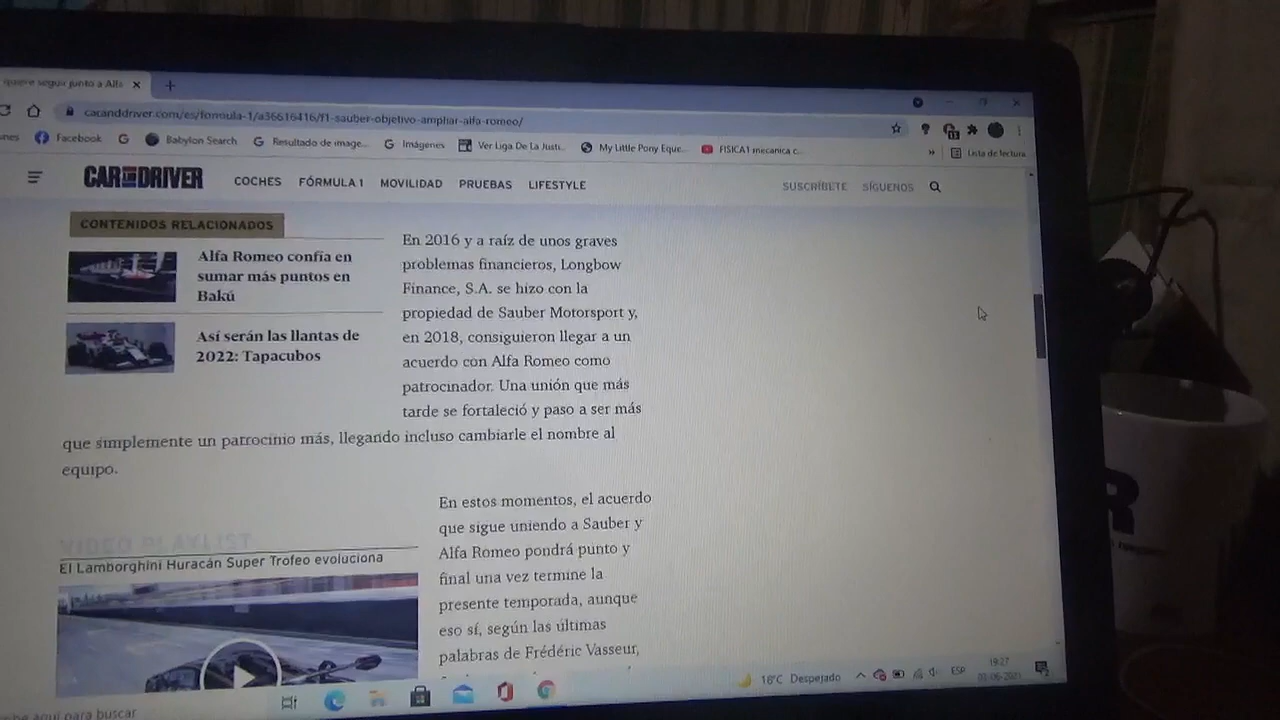 quiere seguir junto a Alfa
caranddriver.com/es/formula-1/a36616416/f1-sauber-objetivo-ampliar-alfa-romeo/
Facebook
Babylon Search
Resultado de image...
Imágenes
Ver Liga De La Justi...
My Little Pony Eque...
FISICA1 mecanica c...
Lista de lectura
CAR AND DRIVER
COCHES FÓRMULA 1 MOVILIDAD PRUEBAS LIFESTYLE
SUSCRÍBETE SÍGUENOS
CONTENIDOS RELACIONADOS
Alfa Romeo confía en
sumar más puntos en
Bakú
Así serán las llantas de
2022: Tapacubos
En 2016 y a raíz de unos graves
problemas financieros, Longbow
Finance, S.A. se hizo con la
propiedad de Sauber Motorsport y,
en 2018, consiguieron llegar a un
acuerdo con Alfa Romeo como
patrocinador. Una unión que más
tarde se fortaleció y paso a ser más
que simplemente un patrocinio más, llegando incluso cambiarle el nombre al
equipo.
VIDEO PLAYLIST
El Lamborghini Huracán Super Trofeo evoluciona
En estos momentos, el acuerdo
que sigue uniendo a Sauber y
Alfa Romeo pondrá punto y
final una vez termine la
presente temporada, aunque
eso sí, según las últimas
palabras de Frédéric Vasseur,
aquí para buscar
18°C Despejado
ESP
19:27
R